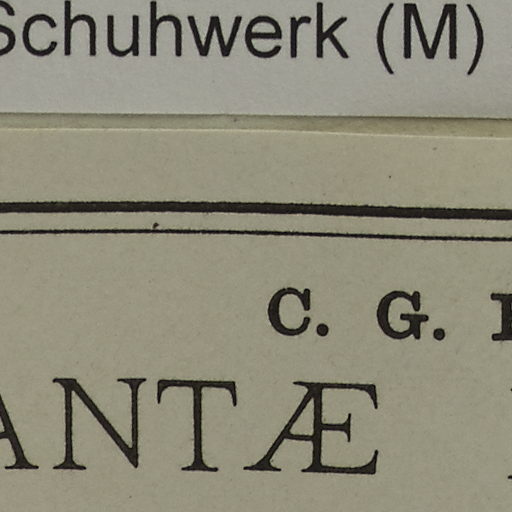 Schuhwerk (M)
C. G.
ANTÆ